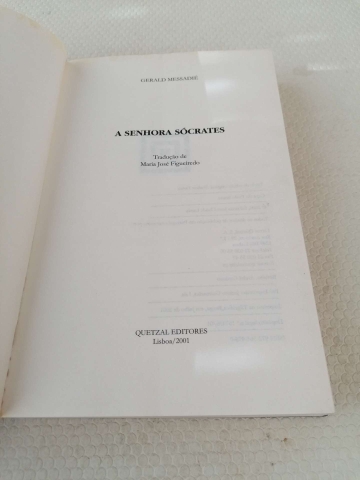 GERALD MESSADIÉ
A SENHORA SÓCRATES
Tradução de
Maria José Figueiredo
QUETZAL EDITORES
Lisboa/2001